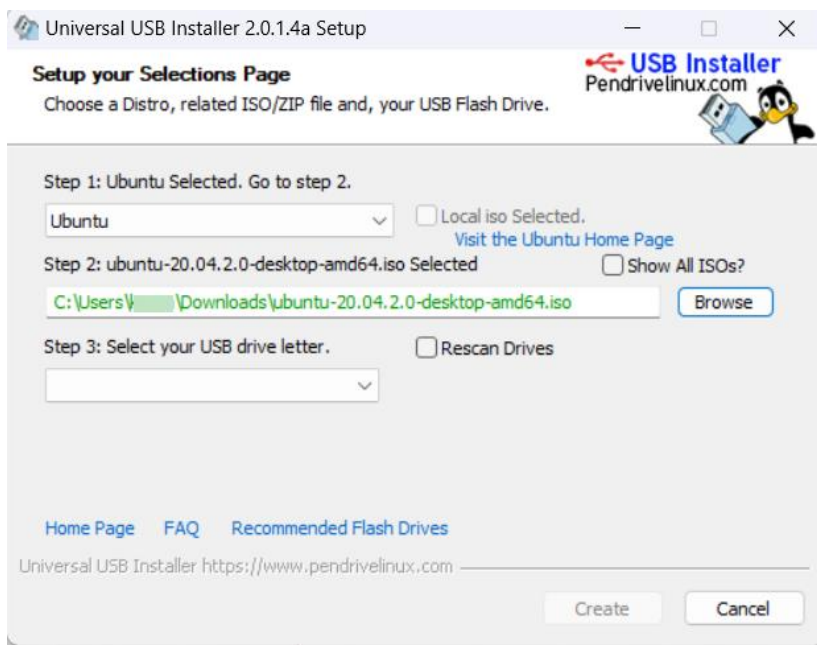 Universal USB Installer 2.0.1.4a Setup
Setup your Selections Page
Choose a Distro, related ISO/ZIP file and, your USB Flash Drive.
USB Installer
Pendrivelinux.com
Step 1: Ubuntu Selected. Go to step 2.
Ubuntu
Local iso Selected.
Visit the Ubuntu Home Page
Step 2: ubuntu-20.04.2.0-desktop-amd64.iso Selected
Show All ISOs?
C:\Users\ \Downloads\ubuntu-20.04.2.0-desktop-amd64.iso
Browse
Step 3: Select your USB drive letter.
Rescan Drives
Home Page FAQ Recommended Flash Drives
Universal USB Installer https://www.pendrivelinux.com
Create
Cancel